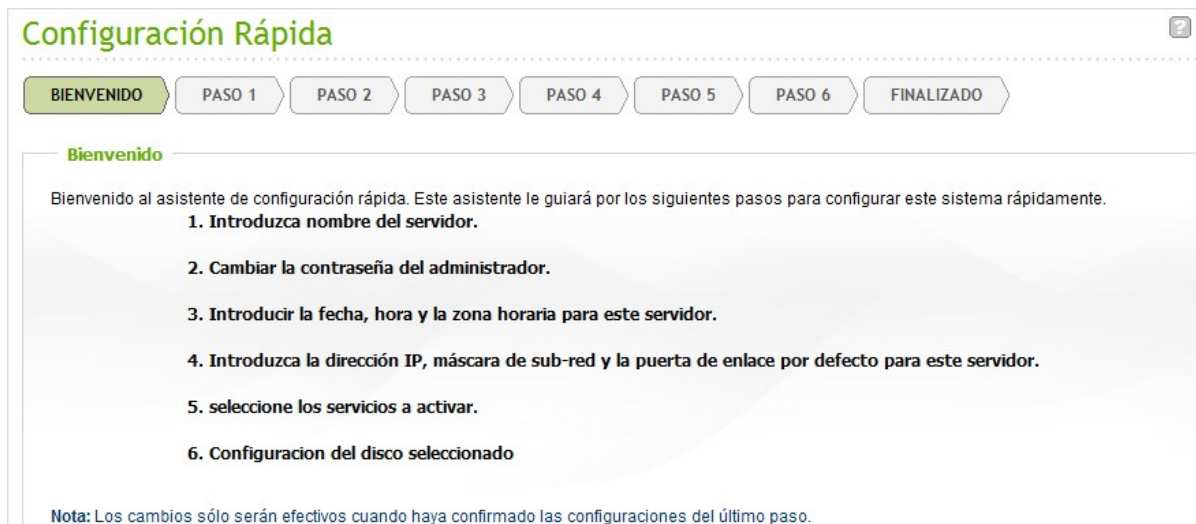 Configuración Rápida
?
BIENVENIDO PASO 1 PASO 2 PASO 3 PASO 4 PASO 5 PASO 6 FINALIZADO
Bienvenido
Bienvenido al asistente de configuración rápida. Este asistente le guiará por los siguientes pasos para configurar este sistema rápidamente.
1. Introduzca nombre del servidor.
2. Cambiar la contraseña del administrador.
3. Introducir la fecha, hora y la zona horaria para este servidor.
4. Introduzca la dirección IP, máscara de sub-red y la puerta de enlace por defecto para este servidor.
5. seleccione los servicios a activar.
6. Configuracion del disco seleccionado
Nota: Los cambios sólo serán efectivos cuando haya confirmado las configuraciones del último paso.